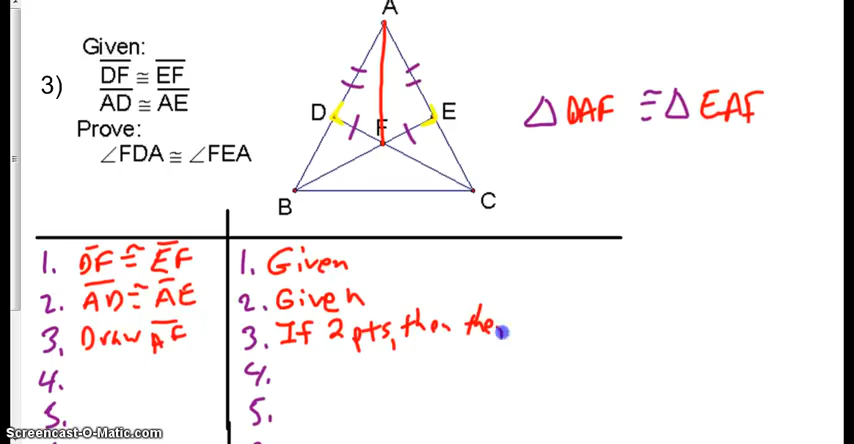 A
Given:
3) DF ≅ EF
AD ≅ AE
Prove:
∠FDA ≅ ∠FEA
D E
F
B C
△ DAF ≅ △ EAF
1. DF ≅ EF 1. Given
2. AD ≅ AE 2. Given
3. Draw AF 3. If 2 pts, then the
4. 4.
5. 5.
Screencast-O-Matic.com